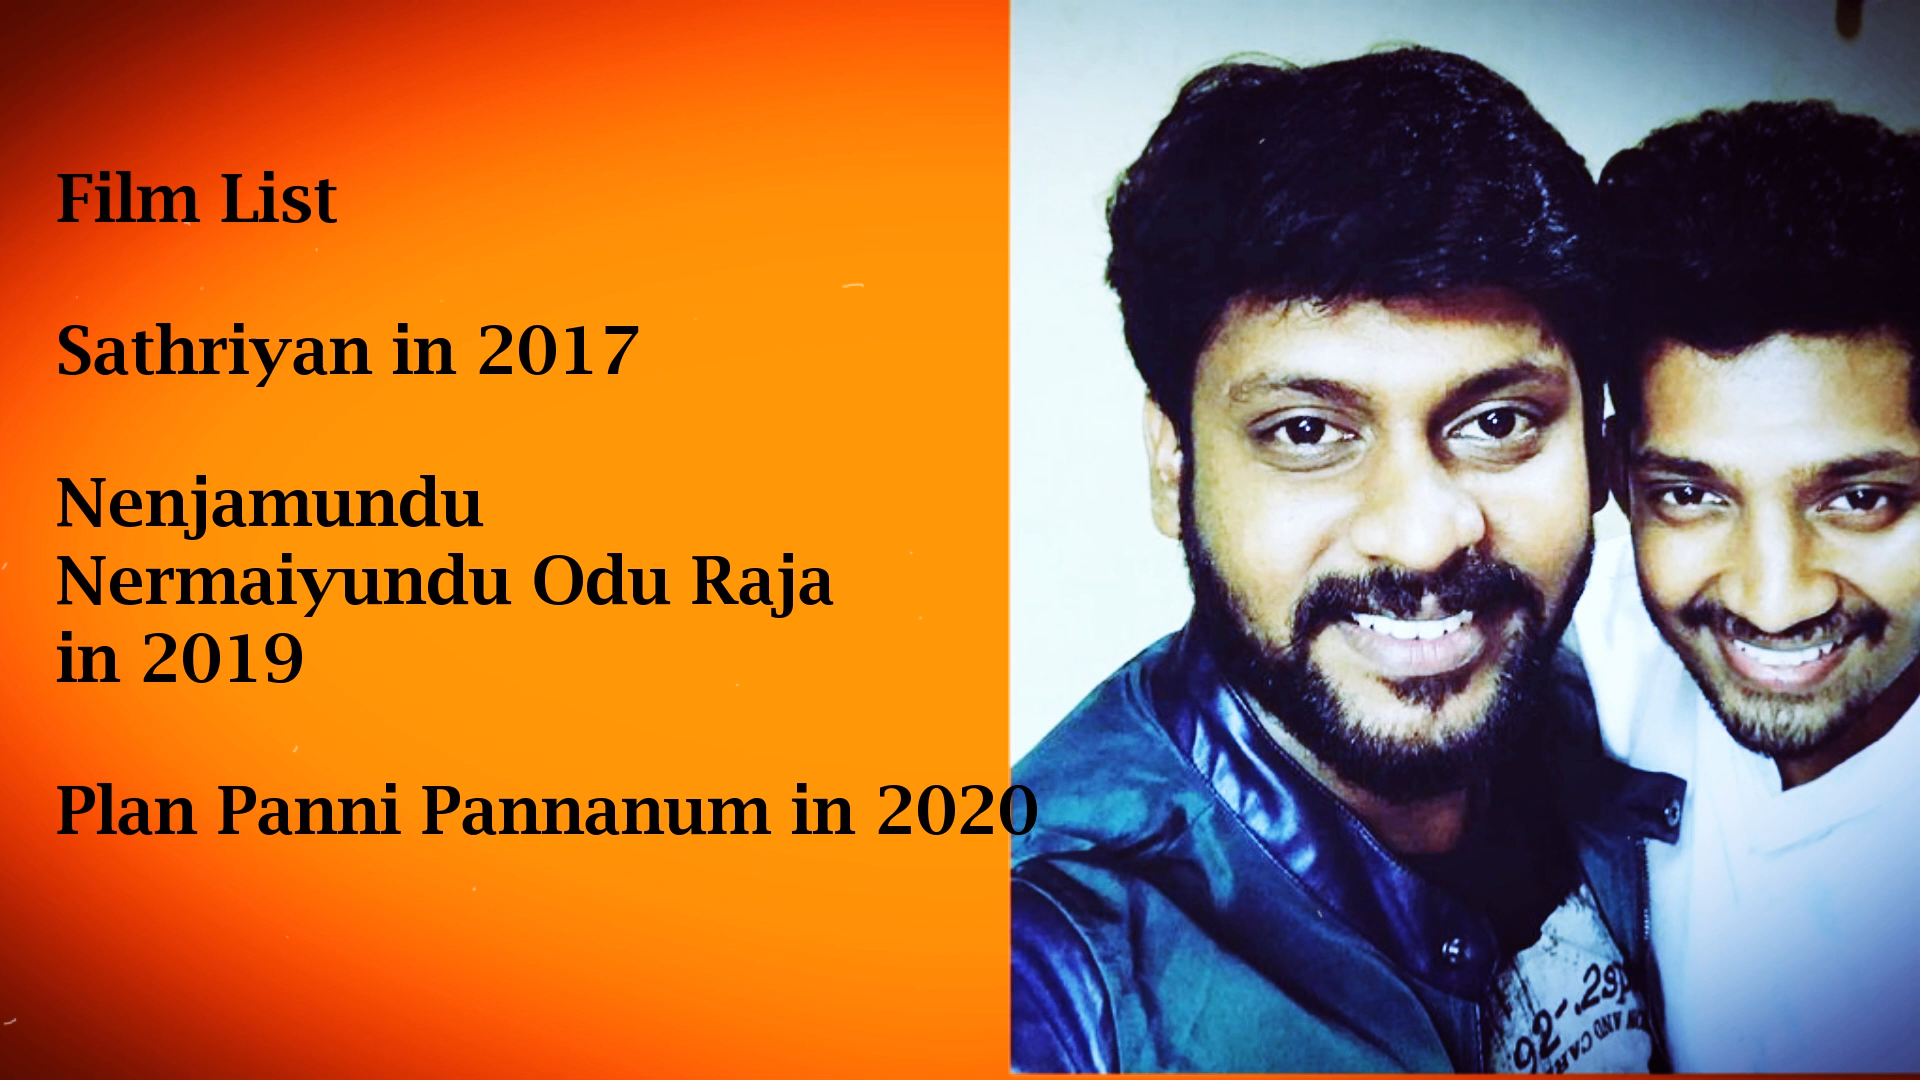 Film List
Sathriyan in 2017
Nenjamundu
Nermaiyundu Odu Raja
in 2019
Plan Panni Pannanum in 2020